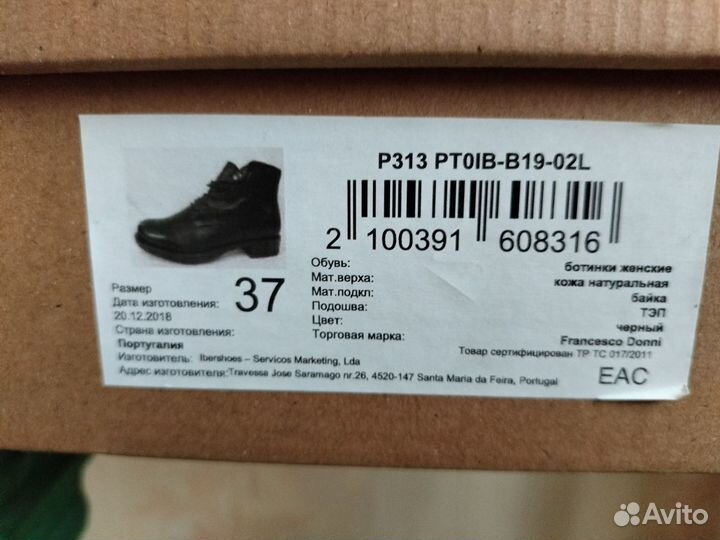 P313 PT0IB-B19-02L
2 100391 608316
Обувь: ботинки женские
Мат.верха: кожа натуральная
Мат.подкл: байка
Подошва: ТЭП
Цвет: черный
Торговая марка: Francesco Donni
Товар сертифицирован ТР ТС 017/2011
Размер 37
Дата изготовления:
20.12.2018
Страна изготовления:
Португалия
Изготовитель: Ibershoes – Servicos Marketing, Lda
Адрес изготовителя:Travessa Jose Saramago nr.26, 4520-147 Santa Maria da Feira, Portugal
EAC
Avito